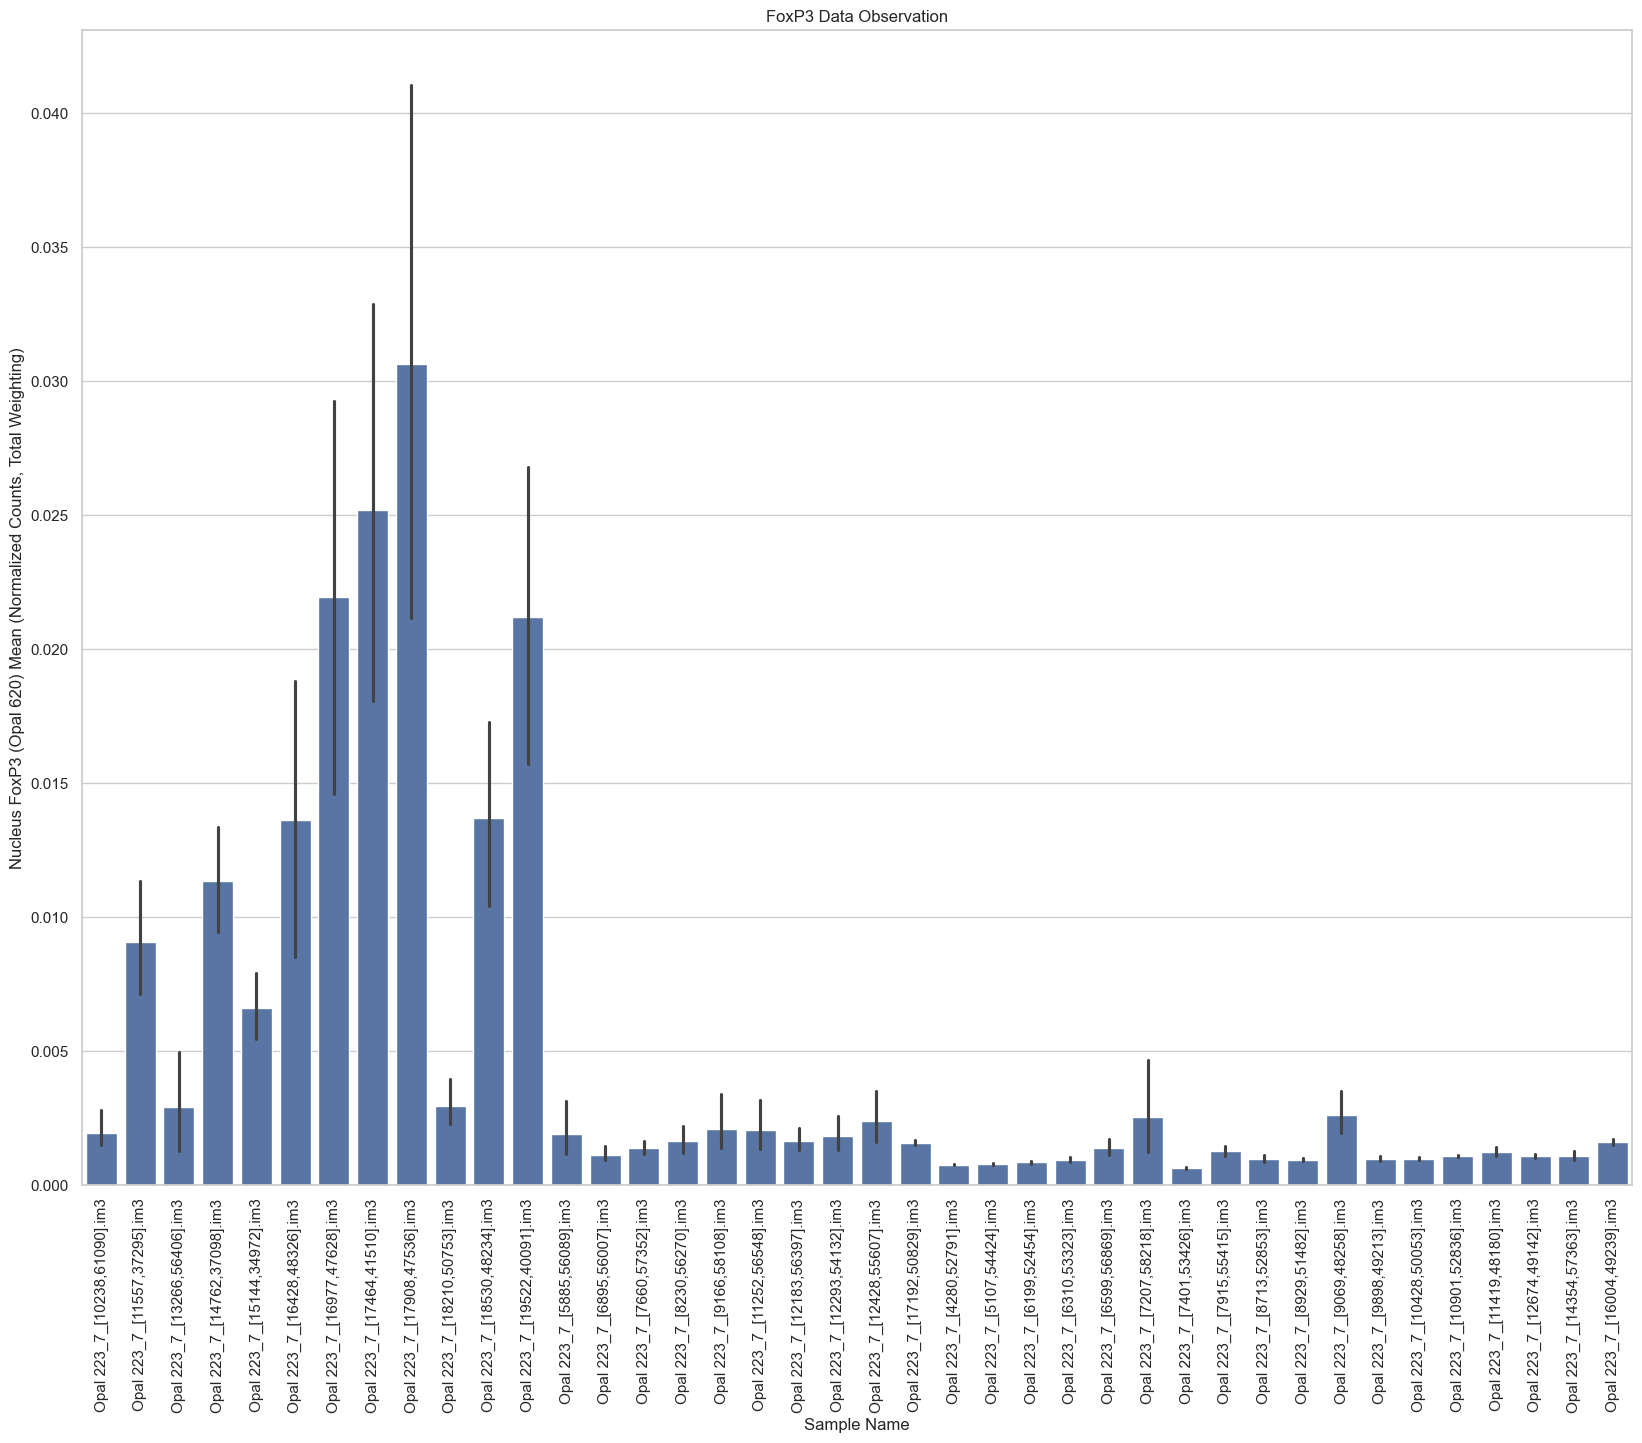 FoxP3 Data Observation
Nucleus FoxP3 (Opal 620) Mean (Normalized Counts, Total Weighting)
0.040
0.035
0.030
0.025
0.020
0.015
0.010
0.005
0.000
Opal 223_7_[10238,61090].im3
Opal 223_7_[11557,37295].im3
Opal 223_7_[13266,56406].im3
Opal 223_7_[14762,37098].im3
Opal 223_7_[15144,34972].im3
Opal 223_7_[16428,48326].im3
Opal 223_7_[16977,47628].im3
Opal 223_7_[17464,41510].im3
Opal 223_7_[17908,47536].im3
Opal 223_7_[18210,50753].im3
Opal 223_7_[18530,48234].im3
Opal 223_7_[19522,40091].im3
Opal 223_7_[5885,56089].im3
Opal 223_7_[6895,56007].im3
Opal 223_7_[7660,57352].im3
Opal 223_7_[8230,56270].im3
Opal 223_7_[9166,58108].im3
Opal 223_7_[11252,56548].im3
Opal 223_7_[12183,56397].im3
Opal 223_7_[12293,54132].im3
Opal 223_7_[12428,55607].im3
Opal 223_7_[17192,50829].im3
Opal 223_7_[4280,52791].im3
Opal 223_7_[5107,54424].im3
Opal 223_7_[6199,52454].im3
Opal 223_7_[6310,53323].im3
Opal 223_7_[6599,56869].im3
Opal 223_7_[7207,58218].im3
Opal 223_7_[7401,53426].im3
Opal 223_7_[7915,55415].im3
Opal 223_7_[8713,52853].im3
Opal 223_7_[8929,51482].im3
Opal 223_7_[9069,48258].im3
Opal 223_7_[9898,49213].im3
Opal 223_7_[10428,50053].im3
Opal 223_7_[10901,52836].im3
Opal 223_7_[11419,48180].im3
Opal 223_7_[12674,49142].im3
Opal 223_7_[14354,57363].im3
Opal 223_7_[16004,49239].im3
Sample Name